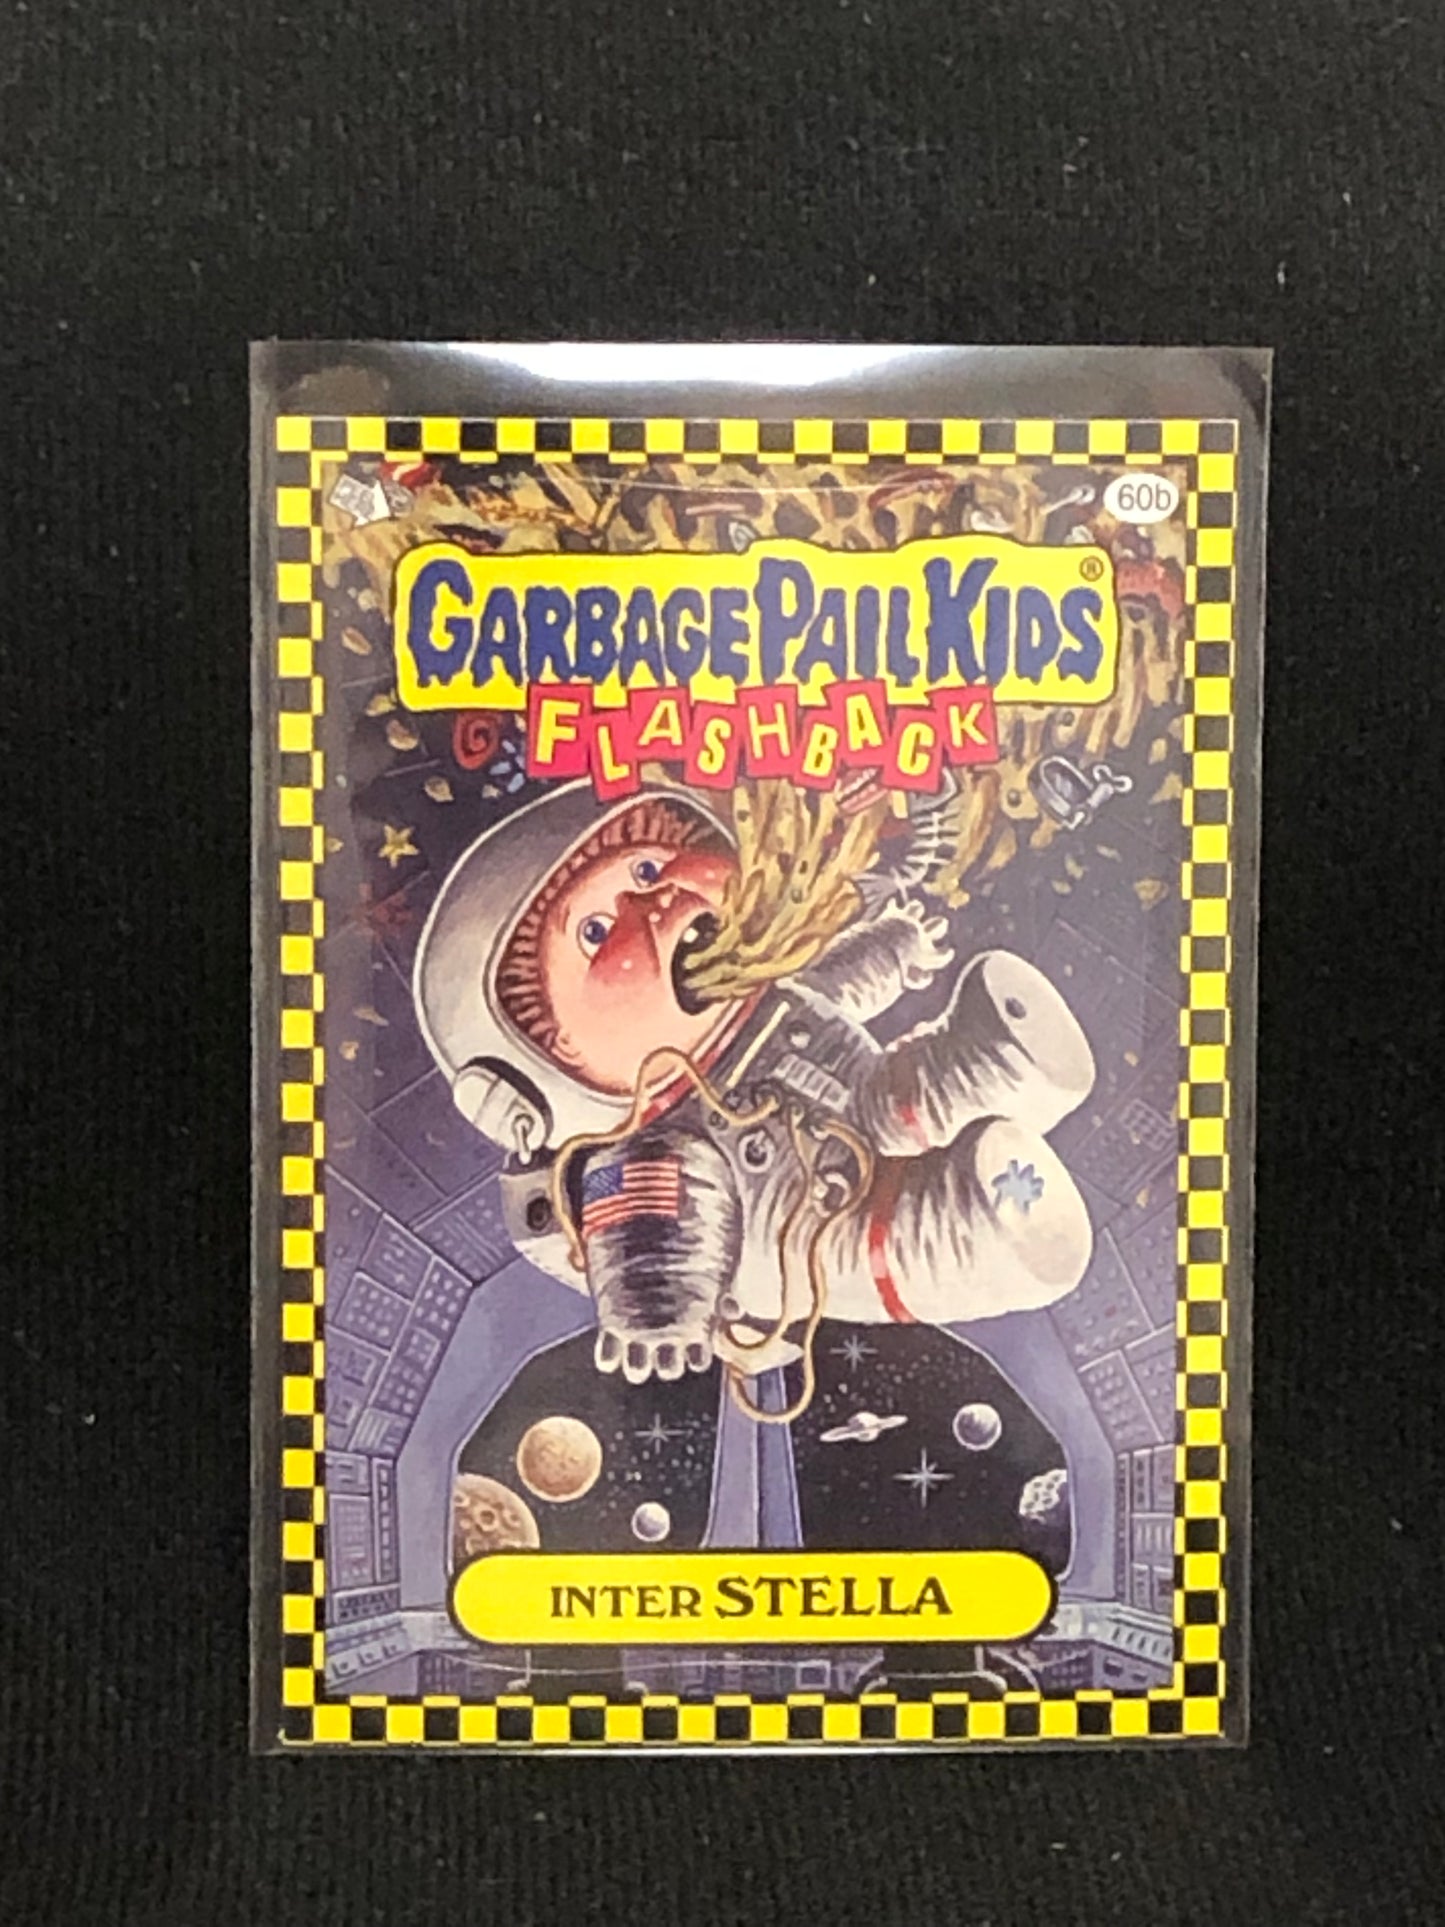 60b
GARBAGE PAIL KIDS®
FLASHBACK
INTER STELLA